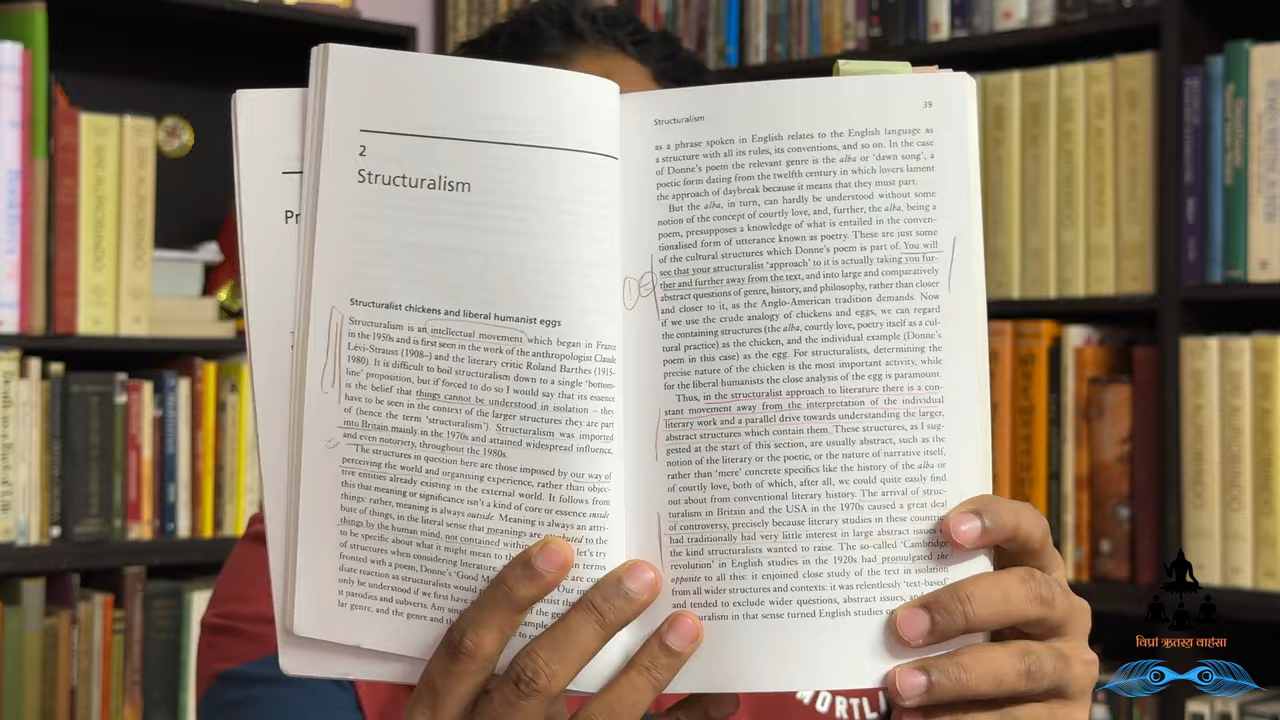 Pr
2
Structuralism
Structuralist chickens and liberal humanist eggs
Structuralism is an intellectual movement which began in France
in the 1950s and is first seen in the work of the anthropologist Claude
Lévi-Strauss (1908–) and the literary critic Roland Barthes (1915–
1980). It is difficult to boil structuralism down to a single 'bottom-
line' proposition, but if forced to do so I would say that its essence
is the belief that things cannot be understood in isolation – they
have to be seen in the context of the larger structures they are part
of (hence the term 'structuralism'). Structuralism was imported
into Britain mainly in the 1970s and attained widespread influence,
and even notoriety, throughout the 1980s.
The structures in question here are those imposed by our way of
perceiving the world and organising experience, rather than objec-
tive entities already existing in the external world. It follows from
this that meaning or significance isn't a kind of core or essence inside
things: rather, meaning is always outside. Meaning is always an attri-
bute of things, in the literal sense that meanings are attributed to the
things by the human mind, not contained within let's try
to be specific about what it might mean to th in terms
of structures when considering literature. are con-
fronted with a poem, Donne's 'Good M Our im
diate reaction as structuralists would insist tha
only be understood if we first have of the gen
it parodies and subverts. Any sin example
lar genre, and the genre and th to e
Structuralism
39
as a phrase spoken in English relates to the English language as
a structure with all its rules, its conventions, and so on. In the case
of Donne's poem the relevant genre is the alba or 'dawn song', a
poetic form dating from the twelfth century in which lovers lament
the approach of daybreak because it means that they must part.
But the alba, in turn, can hardly be understood without some
notion of the concept of courtly love, and, further, the alba, being a
poem, presupposes a knowledge of what is entailed in the conven-
tionalised form of utterance known as poetry. These are just some
of the cultural structures which Donne's poem is part of. You will
see that your structuralist 'approach' to it is actually taking you fur-
ther and further away from the text, and into large and comparatively
abstract questions of genre, history, and philosophy, rather than closer
and closer to it, as the Anglo-American tradition demands. Now
if we use the crude analogy of chickens and eggs, we can regard
the containing structures (the alba, courtly love, poetry itself as a cul-
tural practice) as the chicken, and the individual example (Donne's
poem in this case) as the egg. For structuralists, determining the
precise nature of the chicken is the most important activity, while
for the liberal humanists the close analysis of the egg is paramount.
Thus, in the structuralist approach to literature there is a con-
stant movement away from the interpretation of the individual
literary work and a parallel drive towards understanding the larger,
abstract structures which contain them. These structures, as I sug-
gested at the start of this section, are usually abstract, such as the
notion of the literary or the poetic, or the nature of narrative itself,
rather than 'mere' concrete specifics like the history of the alba or
of courtly love, both of which, after all, we could quite easily find
out about from conventional literary history. The arrival of struc-
turalism in Britain and the USA in the 1970s caused a great deal
of controversy, precisely because literary studies in these countrie
had traditionally had very little interest in large abstract issues o
the kind structuralists wanted to raise. The so-called 'Cambridge
revolution' in English studies in the 1920s had promulgated the
opposite to all this: it enjoined close study of the text in isolation
from all wider structures and contexts: it was relentlessly 'text-based'
and tended to exclude wider questions, abstract issues, and
uralism in that sense turned English studies o
विप्रा ऋतस्य वाहसा